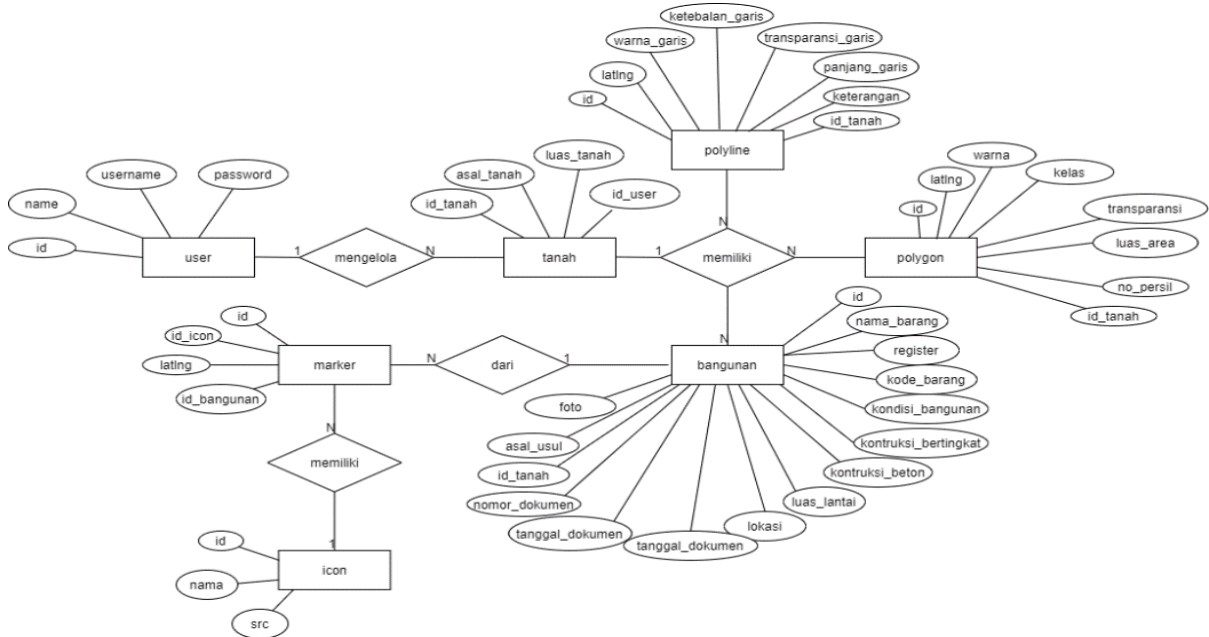 ketebalan_garis
warna_garis
transparansi_garis
latlng
panjang_garis
id
keterangan
id_tanah
polyline
username
password
name
id
user
1
mengelola
N
luas_tanah
asal_tanah
id_tanah
id_user
tanah
1
memiliki
N
N
N
warna
latlng
kelas
id
transparansi
luas_area
no_persil
id_tanah
polygon
id
id_icon
latlng
id_bangunan
marker
N
dari
1
bangunan
id
nama_barang
register
kode_barang
kondisi_bangunan
kontruksi_bertingkat
kontruksi_beton
luas_lantai
lokasi
tanggal_dokumen
tanggal_dokumen
nomor_dokumen
id_tanah
asal_usul
foto
N
memiliki
1
id
nama
src
icon